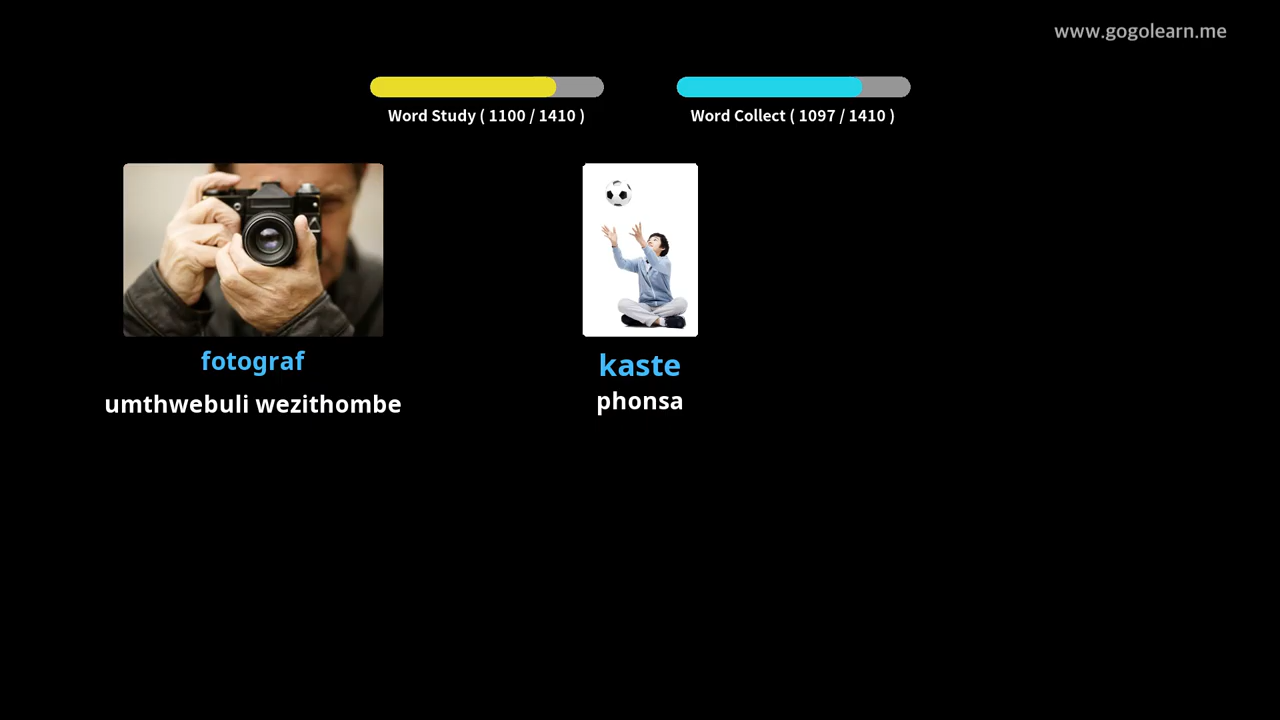 www.gogolearn.me
Word Study ( 1100 / 1410 )
Word Collect ( 1097 / 1410 )
fotograf
umthwebuli wezithombe
kaste
phonsa